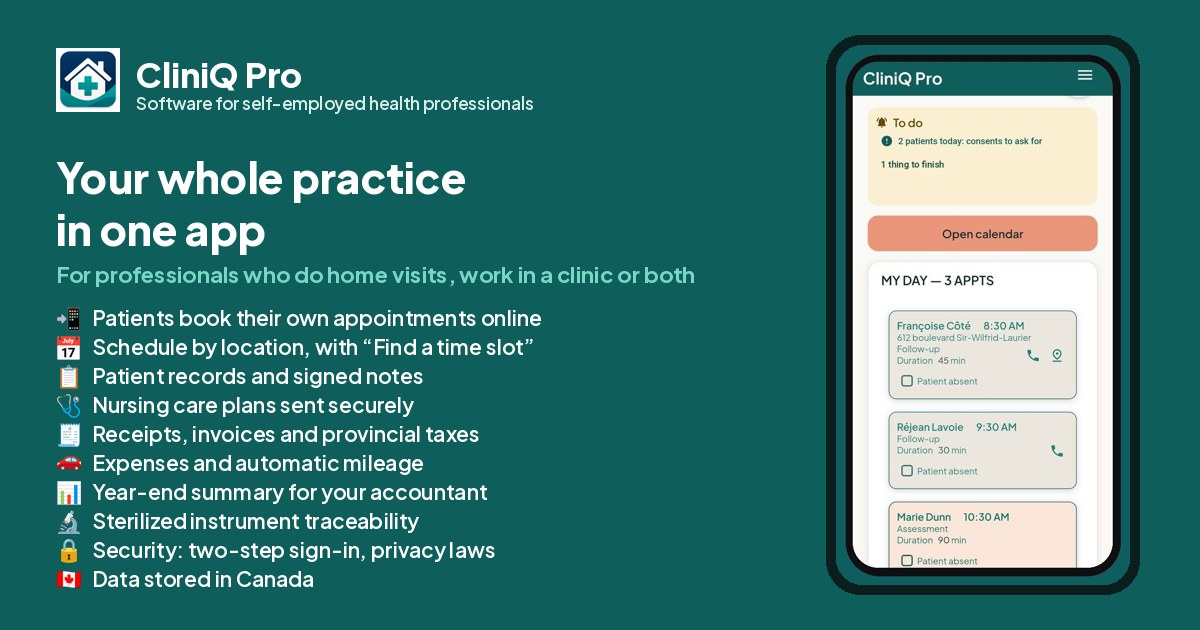 CliniQ Pro
Software for self-employed health professionals
Your whole practice
in one app
For professionals who do home visits, work in a clinic or both
Patients book their own appointments online
July
17
Schedule by location, with “Find a time slot”
Patient records and signed notes
Nursing care plans sent securely
Receipts, invoices and provincial taxes
Expenses and automatic mileage
Year-end summary for your accountant
Sterilized instrument traceability
Security: two-step sign-in, privacy laws
Data stored in Canada
CliniQ Pro
To do
2 patients today: consents to ask for
1 thing to finish
Open calendar
MY DAY — 3 APPTS
Françoise Côté 8:30 AM
612 boulevard Sir-Wilfrid-Laurier
Follow-up
Duration 45 min
Patient absent
Réjean Lavoie 9:30 AM
Follow-up
Duration 30 min
Patient absent
Marie Dunn 10:30 AM
Assessment
Duration 90 min
Patient absent